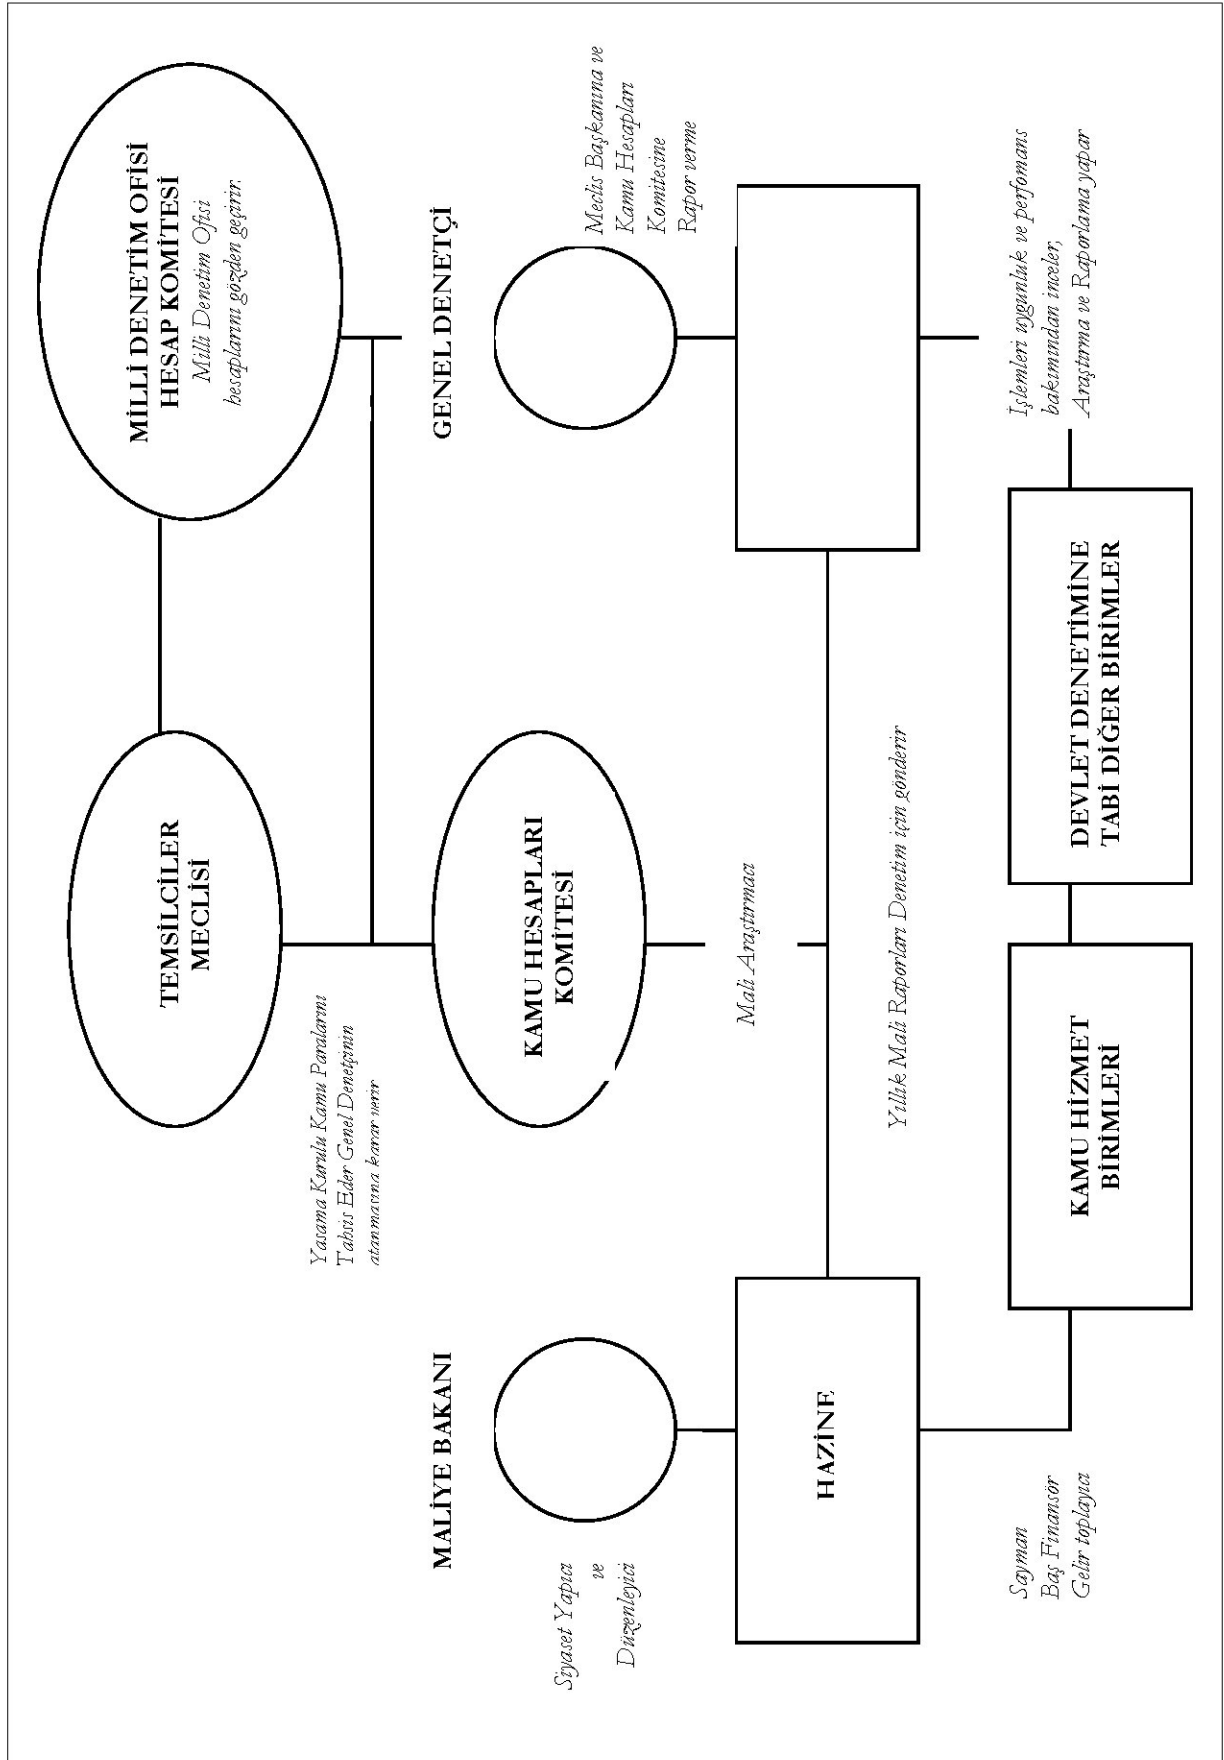 MİLLİ DENETİM OFİSİ
HESAP KOMİTESİ
Milli Denetim Ofisi
hesaplarını gözden geçirir.
TEMSİLCİLER
MECLİSİ
Yasama Kurulu Kamu Paralarını
Tahsis Eder Genel Denetçinin
atanmasına karar verir
MALİYE BAKANI
GENEL DENETÇİ
KAMU HESAPLARI
KOMİTESİ
Siyaset Yapıcı
ve
Düzenleyici
Meclis Başkanına ve
Kamu Hesapları
Komitesine
Rapor verme
Mali Araştırmacı
HAZİNE
Yıllık Mali Raporları Denetim için gönderir
Sayman
Baş Finansör
Gelir toplayıcı
İşlemleri uygunluk ve perfomans
bakımından inceler,
Araştırma ve Raporlama yapar
KAMU HİZMET
BİRİMLERİ
DEVLET DENETİMİNE
TABİ DİĞER BİRİMLER